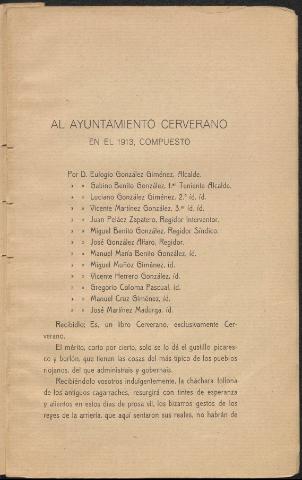 AL AYUNTAMIENTO CERVERANO
EN EL 1913, COMPUESTO
Por D. Eulogio González Giménez, Alcalde.
» » Gabino Benito González, 1.er Teniente Alcalde.
» » Luciano González Giménez, 2.º id. id.
» » Vicente Martínez González, 3.er id. id.
» » Juan Peláez Zapatero, Regidor Interventor.
» » Miguel Benito González, Regidor Síndico.
» » José González Alfaro, Regidor.
» » Manuel María Benito González, id.
» » Miguel Muñoz Giménez, id.
» » Vicente Herrero González, id.
» » Gregorio Coloma Pascual, id.
» » Manuel Cruz Giménez, id.
» » José Martínez Madorga, id.
Recibidlo; Es, un libro Cerverano, exclusivamente Cer-
verano.
El mérito, corto por cierto, solo se lo dá el gustillo picares-
co y burlón, que tienen las cosas del más típico de los pueblos
riojanos, del que administrais y gobernais.
Recibiéndolo vosotros indulgentemente, la cháchara follona
de los antiguos cagarraches, resurgirá con tintes de esperanza
y alientos en estos días de prosa vil, los bizarros gestos de los
reyes de la arriería, que aquí sentaron sus reales, no habrán de